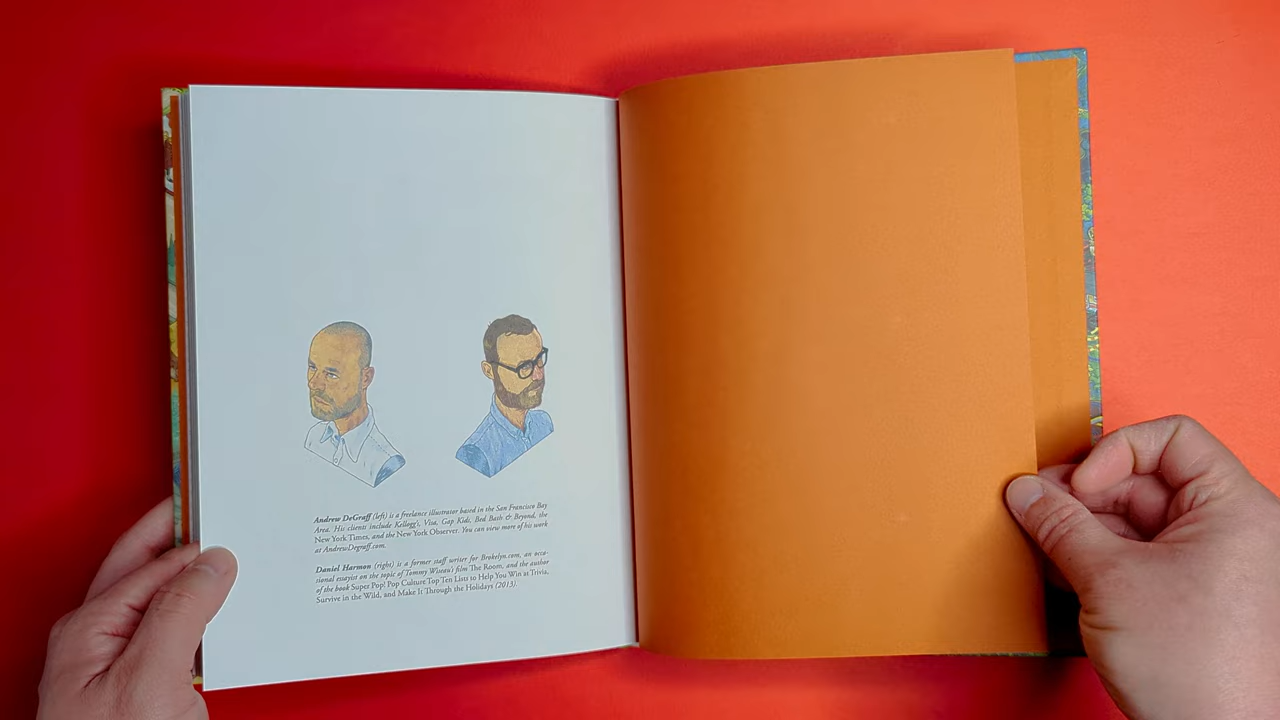 Andrew DeGraff (left) is a freelance illustrator based in the San Francisco Bay
Area. His clients include Kellogg's, Visa, Gap Kids, Bed Bath & Beyond, the
New York Times, and the New York Observer. You can view more of his work
at AndrewDegraff.com.
Daniel Harmon (right) is a former staff writer for Brokelyn.com, an occa-
sional essayist on the topic of Tommy Wiseau's film The Room, and the author
of the book Super Pop! Pop Culture Top Ten Lists to Help You Win at Trivia,
Survive in the Wild, and Make It Through the Holidays (2013).